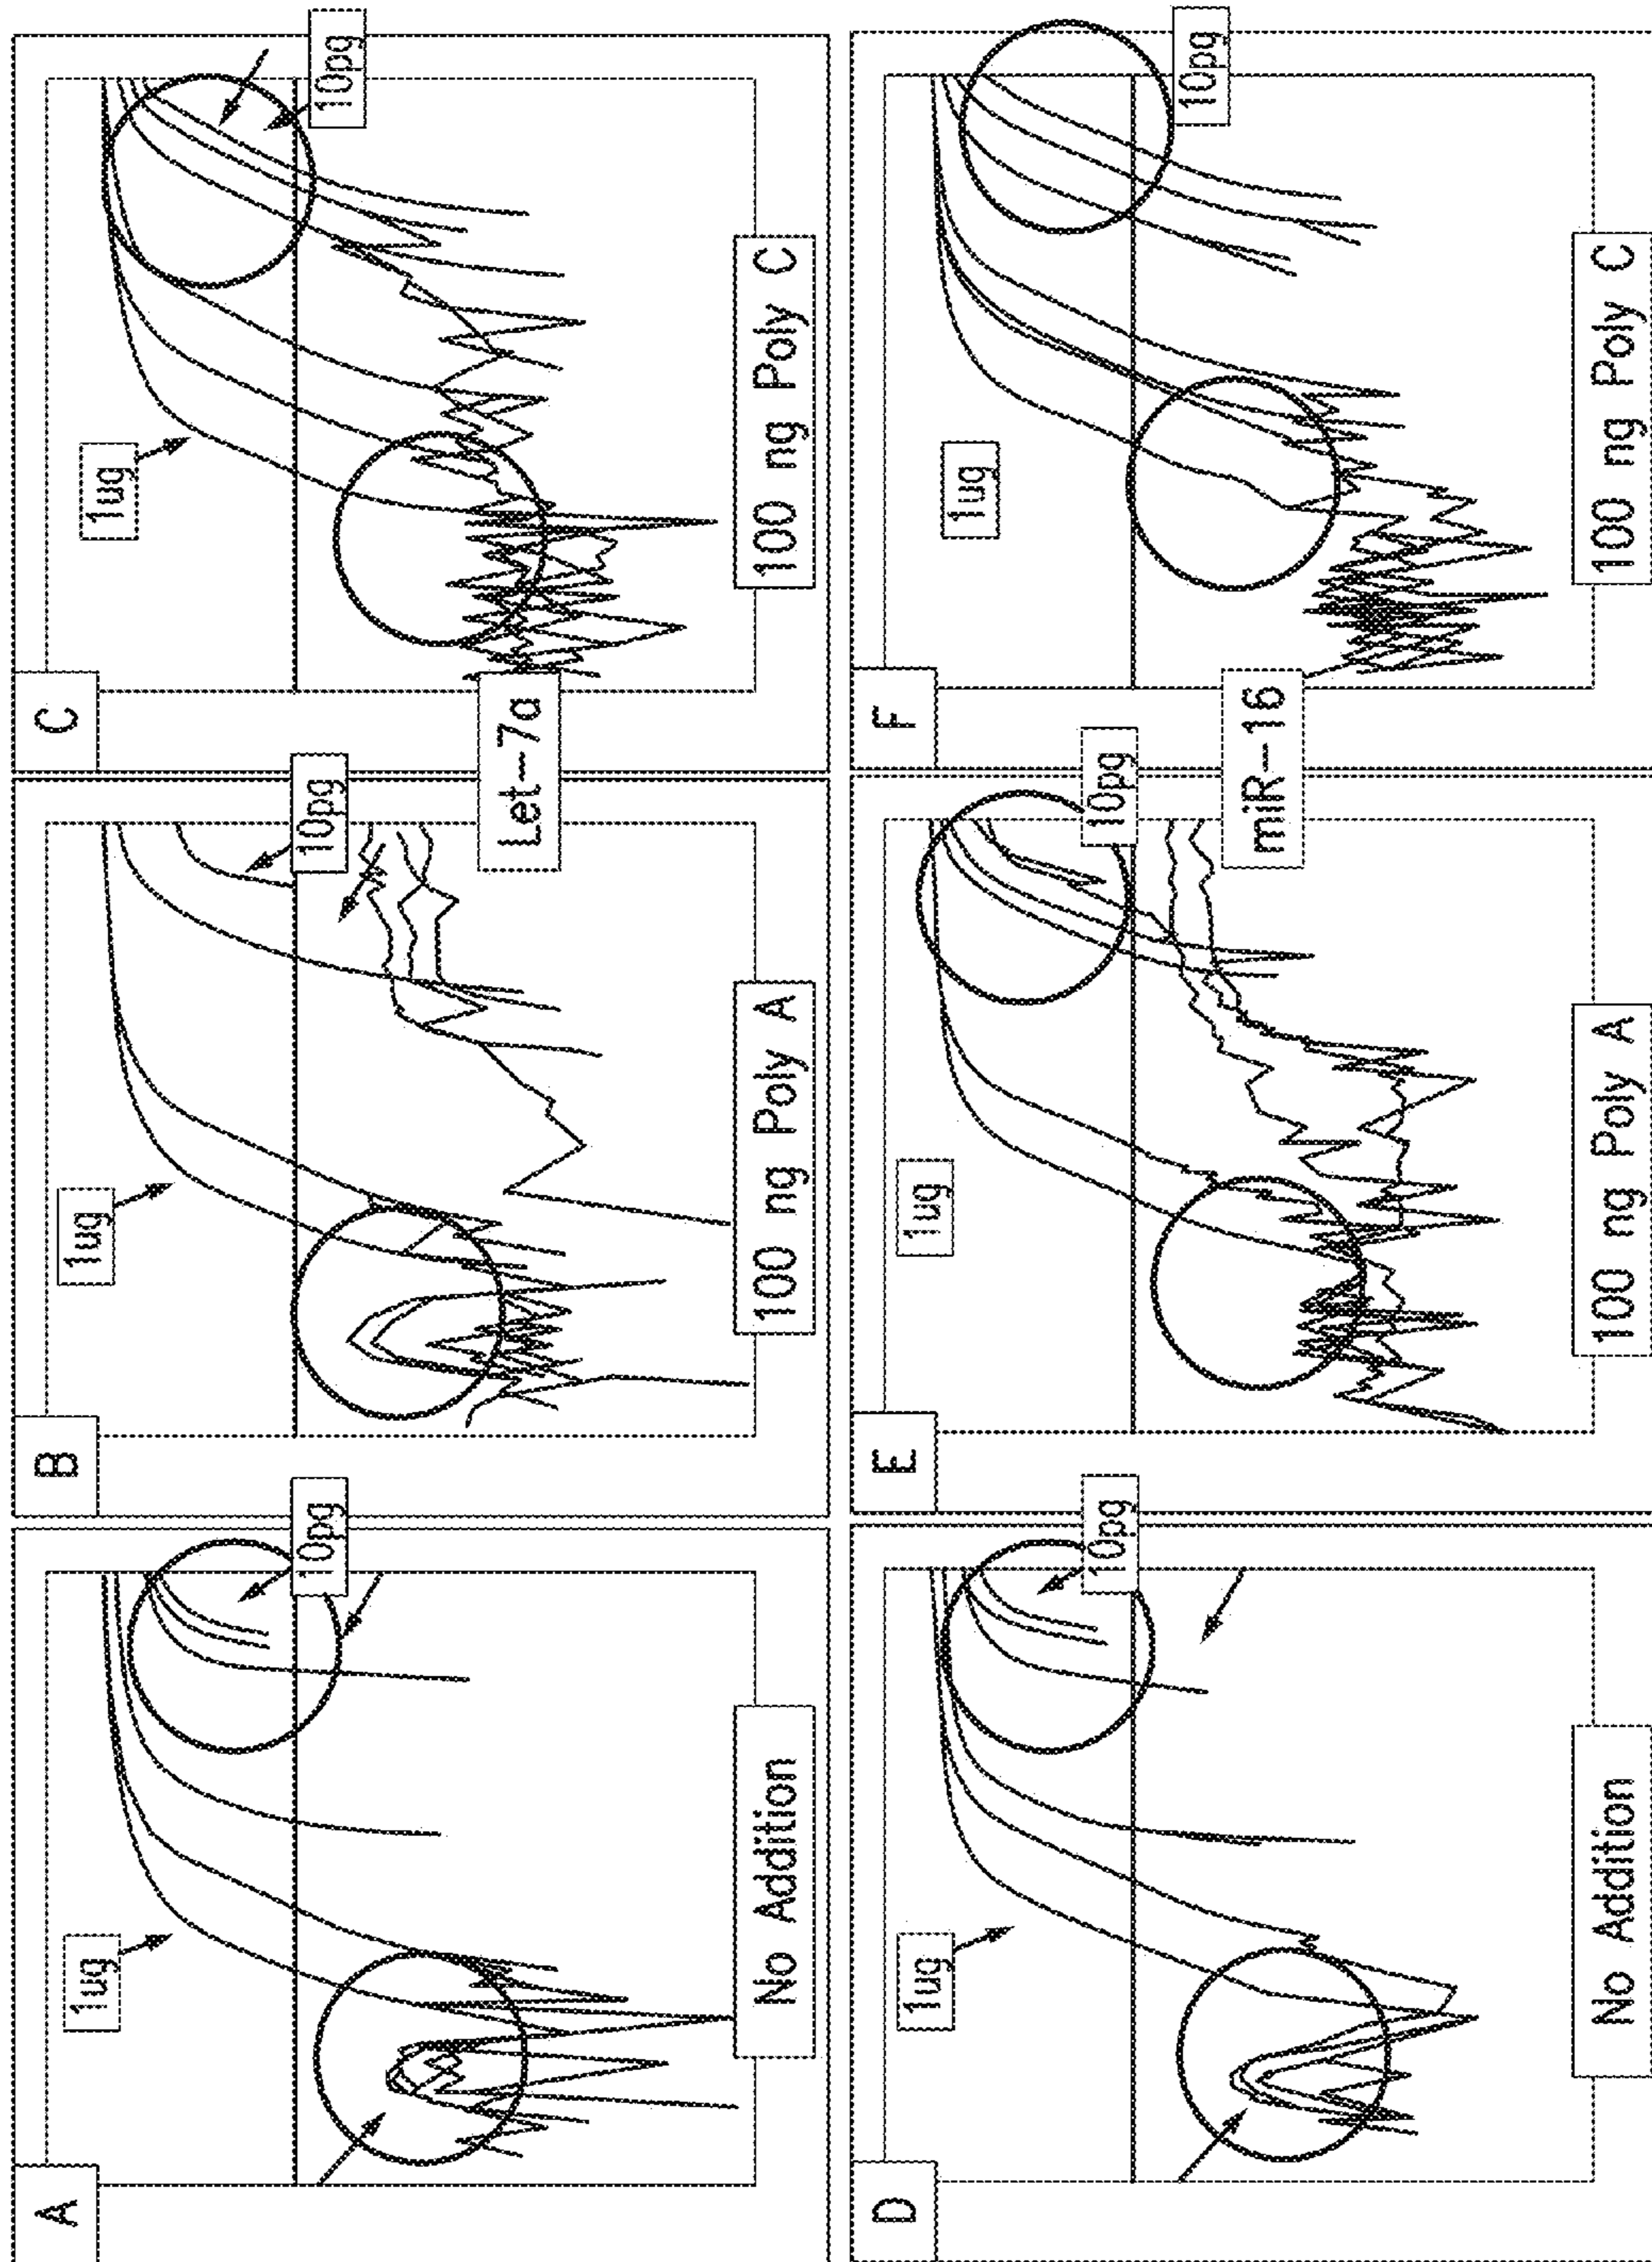 A
1ug
10pg
No Addition
B
1ug
10pg
100 ng Poly A
Let-7a
C
1ug
10pg
100 ng Poly C
D
1ug
10pg
No Addition
E
1ug
10pg
100 ng Poly A
miR-16
F
1ug
10pg
100 ng Poly C